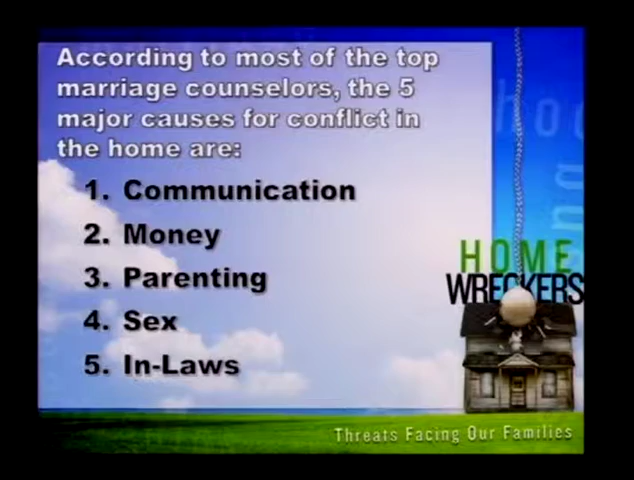 According to most of the top
marriage counselors, the 5
major causes for conflict in
the home are:
1. Communication
2. Money
3. Parenting
4. Sex
5. In-Laws
HOME
WRECKERS
Threats Facing Our Families